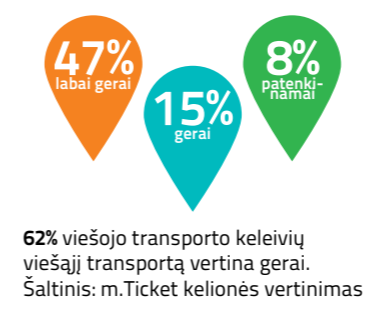 47%
labai gerai
15%
gerai
8%
patenki-
namai
62% viešojo transporto keleivių
viešąjį transportą vertina gerai.
Šaltinis: m.Ticket kelionės vertinimas